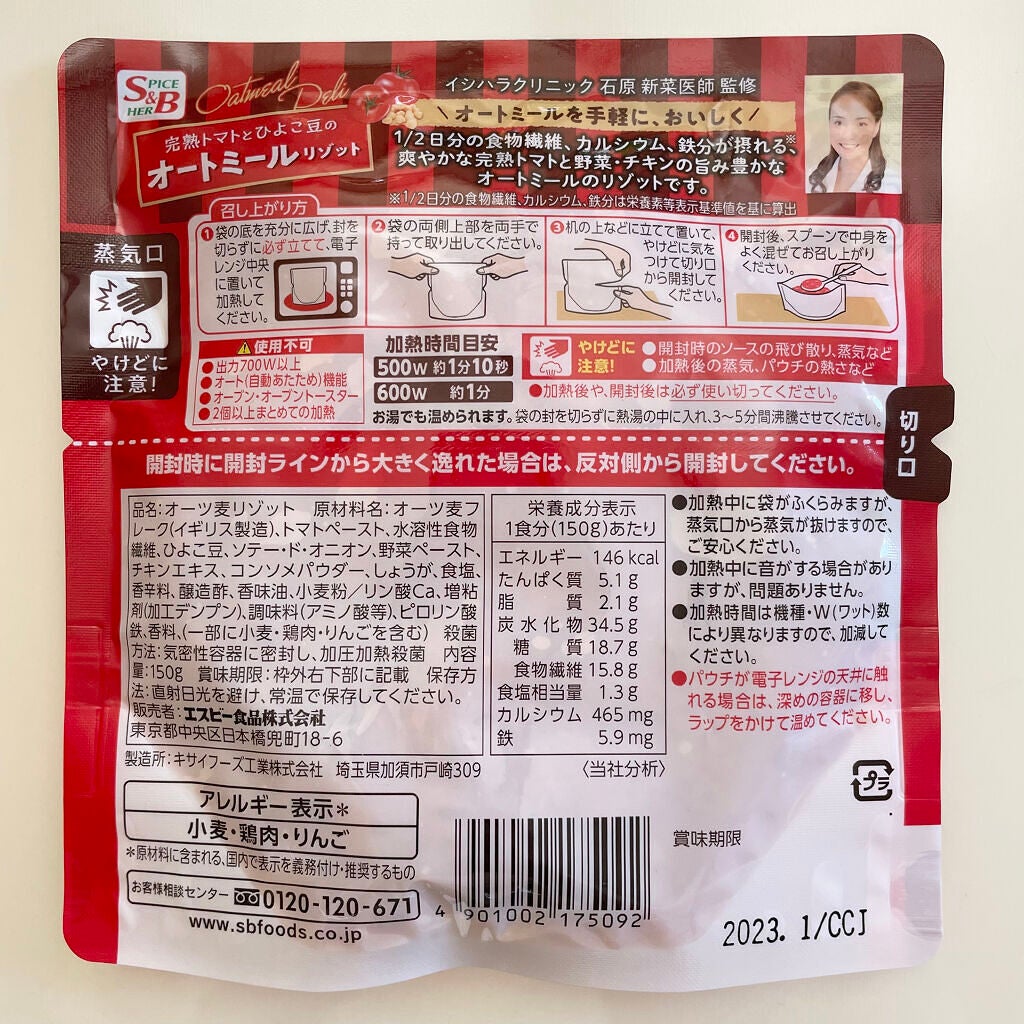 SPICE
&
HERB
Oatmeal
Deli
完熟トマトとひよこ豆の
オートミールリゾット
イシハラクリニック 石原 新菜医師 監修
\ オートミールを手軽に、おいしく /
1/2日分の食物繊維、カルシウム、鉄分が摂れる、※
爽やかな完熟トマトと野菜・チキンの旨み豊かな
オートミールのリゾットです。
※1/2日分の食物繊維、カルシウム、鉄分は栄養素等表示基準値を基に算出
召し上がり方
❶袋の底を充分に広げ、封を
切らずに必ず立てて、電子
レンジ中央
に置いて
加熱して
ください。
❷袋の両側上部を両手で
持って取り出してください。
❸机の上などに立て置いて、
やけどに気を
つけて切り口
から開封して
ください。
❹開封後、スプーンで中身を
よく混ぜてお召し上がり
ください。
蒸気口
やけどに
注意!
使用不可
●出力700W以上
●オート(自動あたため)機能
●オーブン・オーブントースター
●2個以上まとめての加熱
加熱時間目安
500W 約1分10秒
600W 約1分
やけどに
注意!
●開封時のソースの飛び散り、蒸気など
●加熱後の蒸気、パウチの熱さなど
●加熱後や、開封後は必ず使い切ってください。
お湯でも温められます。袋の封を切らずに熱湯の中に入れ、3~5分間沸騰させてください。
切り口
開封時に開封ラインから大きく逸れた場合は、反対側から開封してください。
品名:オーツ麦リゾット 原材料名:オーツ麦フ
レーク(イギリス製造)、トマトペースト、水溶性食物
繊維、ひよこ豆、ソテー・ド・オニオン、野菜ペースト、
チキンエキス、コンソメパウダー、しょうが、食塩、
香辛料、醸造酢、香味油、小麦粉/リン酸Ca、増粘
剤(加工デンプン)、調味料(アミノ酸等)、ピロリン酸
鉄、香料、(一部に小麦・鶏肉・りんごを含む) 殺菌
方法:気密性容器に密封し、加圧加熱殺菌 内容
量:150g 賞味期限:枠外右下部に記載 保存方
法:直射日光を避け、常温で保存してください。
販売者:エスビー食品株式会社
東京都中央区日本橋兜町18-6
製造所:キサイフーズ工業株式会社 埼玉県加須市戸崎309
栄養成分表示
1食分(150g)あたり
エネルギー 146 kcal
たんぱく質 5.1 g
脂質 2.1 g
炭水化物 34.5 g
糖質 18.7 g
食物繊維 15.8 g
食塩相当量 1.3 g
カルシウム 465 mg
鉄 5.9 mg
〈当社分析〉
●加熱中に袋がふくらみますが、
蒸気口から蒸気が抜けますので、
ご安心ください。
●加熱中に音がする場合があり
ますが、問題ありません。
●加熱時間は機種・W(ワット)数
により異なりますので、加減して
ください。
●パウチが電子レンジの天井に触
れる場合は、深めの容器に移し、
ラップをかけて温めてください。
プラ
アレルギー表示*
小麦・鶏肉・りんご
*原材料に含まれる、国内で表示を義務付け・推奨するもの
お客様相談センター 0120-120-671
www.sbfoods.co.jp
4 901002 175092
賞味期限
2023. 1/CCJ